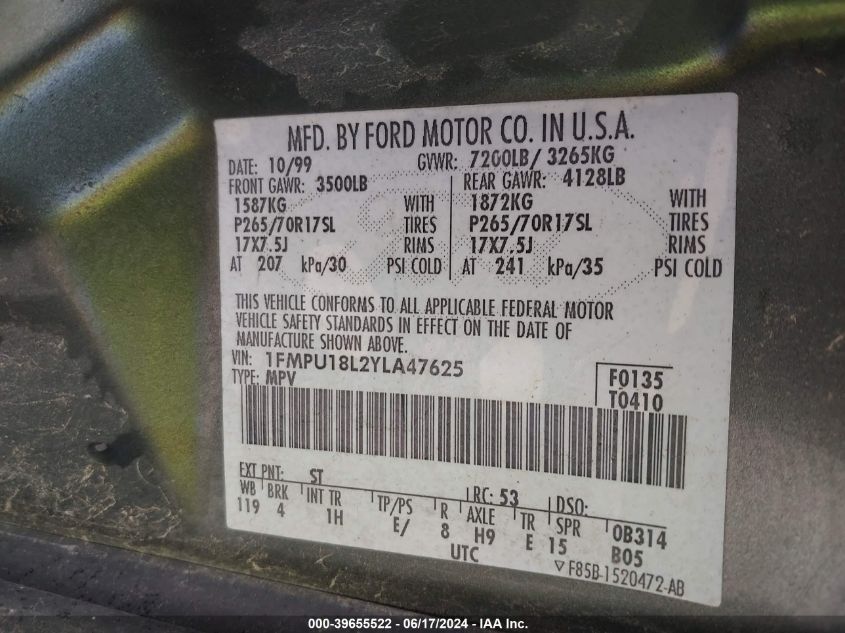 MFD. BY FORD MOTOR CO. IN U.S.A.
DATE: 10/99 GVWR: 7200LB/ 3265KG
FRONT GAWR: 3500LB REAR GAWR: 4128LB
1587KG WITH 1872KG WITH
P265/70R17SL TIRES P265/70R17SL TIRES
17X7.5J RIMS 17X7.5J RIMS
AT 207 kPa/30 PSI COLD AT 241 kPa/35 PSI COLD
THIS VEHICLE CONFORMS TO ALL APPLICABLE FEDERAL MOTOR
VEHICLE SAFETY STANDARDS IN EFFECT ON THE DATE OF
MANUFACTURE SHOWN ABOVE.
VIN: 1FMPU18L2YLA47625
TYPE: MPV
F0135
T0410
EXT PNT: ST RC: 53 DSO:
WB BRK INT TR TP/PS R AXLE TR SPR 0B314
119 4 1H E/ 8 H9 E 15 B05
UTC
▽F85B-1520472-AB
000-39655522 - 06/17/2024 - IAAI.com